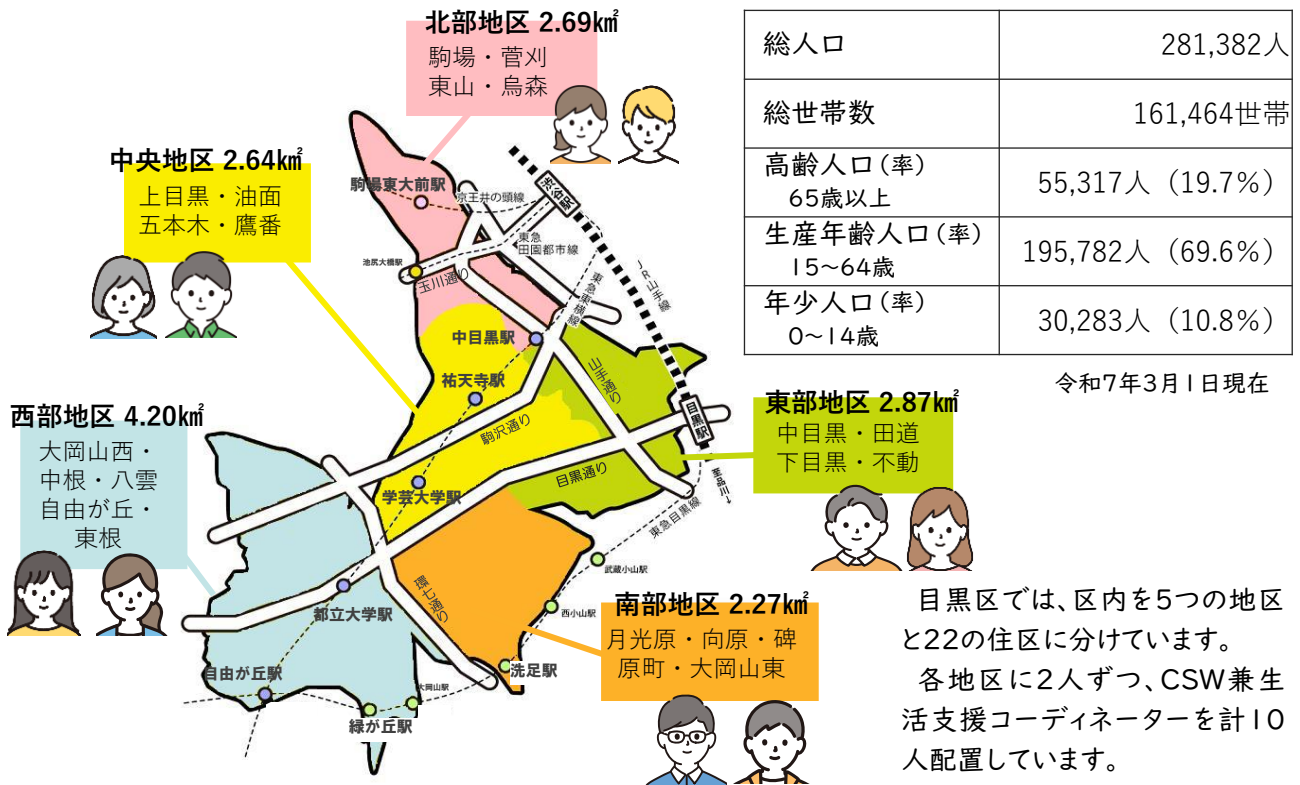 北部地区 2.69㎢
駒場・菅刈
東山・烏森
中央地区 2.64㎢
上目黒・油面
五本木・鷹番
西部地区 4.20㎢
大岡山西・
中根・八雲
自由が丘・
東根
東部地区 2.87㎢
中目黒・田道
下目黒・不動
南部地区 2.27㎢
月光原・向原・碑
原町・大岡山東
駒場東大前駅
京王井の頭線
渋谷駅
東急
田園都市線
池尻大橋駅
玉川通り
東急東横線
JR山手線
中目黒駅
山手通り
祐天寺駅
駒沢通り
目黒駅
目黒通り
至品川→
学芸大学駅
東急目黒線
武蔵小山駅
環七通り
西小山駅
都立大学駅
洗足駅
自由が丘駅
大岡山駅
緑が丘駅
総人口 281,382人
総世帯数 161,464世帯
高齢人口(率) 55,317人(19.7%)
65歳以上
生産年齢人口(率) 195,782人(69.6%)
15~64歳
年少人口(率) 30,283人(10.8%)
0~14歳
令和7年3月1日現在
目黒区では、区内を5つの地区
と22の住区に分けています。
各地区に2人ずつ、CSW兼生
活支援コーディネーターを計10
人配置しています。